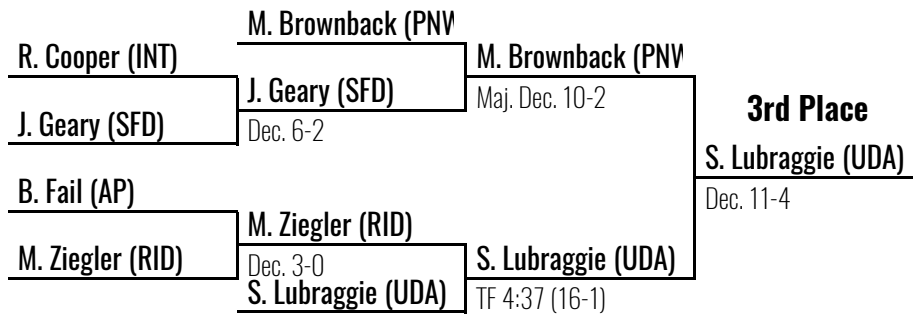 M. Brownback (PNW
R. Cooper (INT)
M. Brownback (PNW
J. Geary (SFD)
Maj. Dec. 10-2
3rd Place
J. Geary (SFD)
Dec. 6-2
S. Lubraggie (UDA)
B. Fail (AP)
Dec. 11-4
M. Ziegler (RID)
M. Ziegler (RID)
S. Lubraggie (UDA)
Dec. 3-0
S. Lubraggie (UDA)
TF 4:37 (16-1)